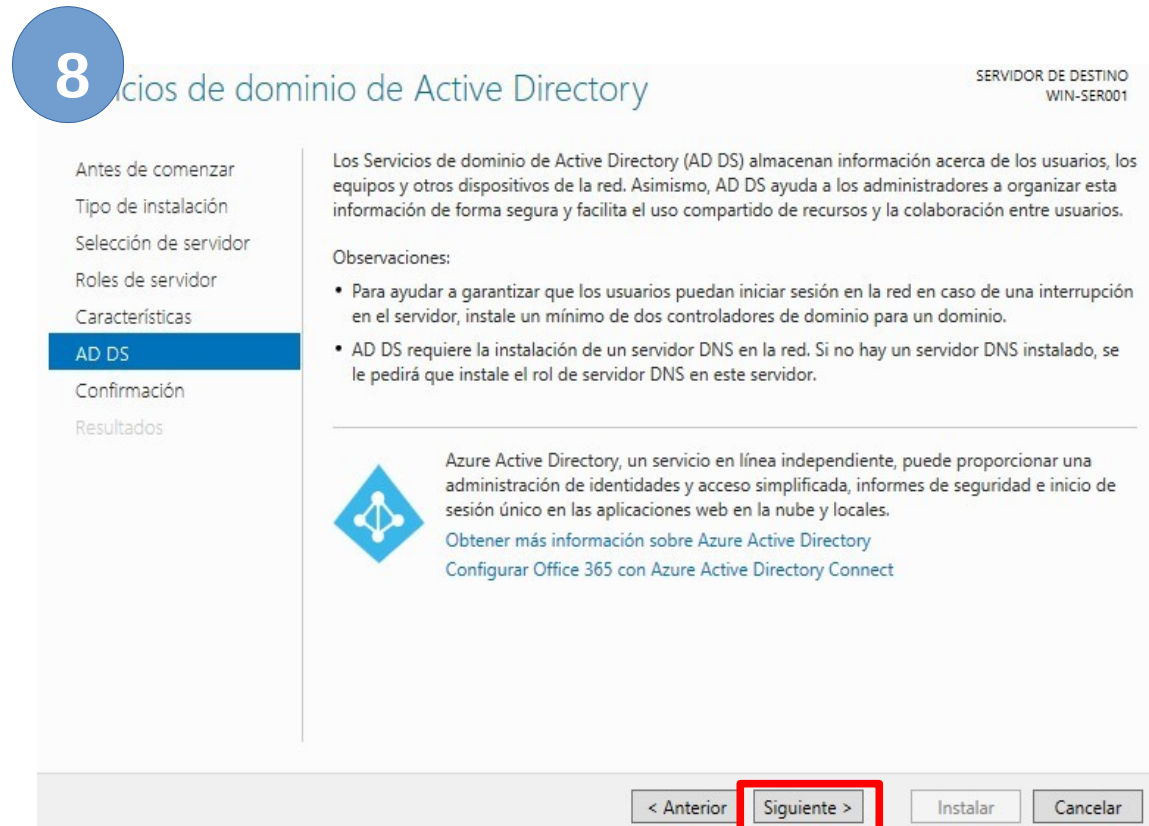 8
cios de dominio de Active Directory
SERVIDOR DE DESTINO
WIN-SER001
Antes de comenzar
Tipo de instalación
Selección de servidor
Roles de servidor
Características
AD DS
Confirmación
Resultados
Los Servicios de dominio de Active Directory (AD DS) almacenan información acerca de los usuarios, los
equipos y otros dispositivos de la red. Asimismo, AD DS ayuda a los administradores a organizar esta
información de forma segura y facilita el uso compartido de recursos y la colaboración entre usuarios.
Observaciones:
• Para ayudar a garantizar que los usuarios puedan iniciar sesión en la red en caso de una interrupción
en el servidor, instale un mínimo de dos controladores de dominio para un dominio.
• AD DS requiere la instalación de un servidor DNS en la red. Si no hay un servidor DNS instalado, se
le pedirá que instale el rol de servidor DNS en este servidor.
Azure Active Directory, un servicio en línea independiente, puede proporcionar una
administración de identidades y acceso simplificada, informes de seguridad e inicio de
sesión único en las aplicaciones web en la nube y locales.
Obtener más información sobre Azure Active Directory
Configurar Office 365 con Azure Active Directory Connect
< Anterior
Siguiente >
Instalar
Cancelar